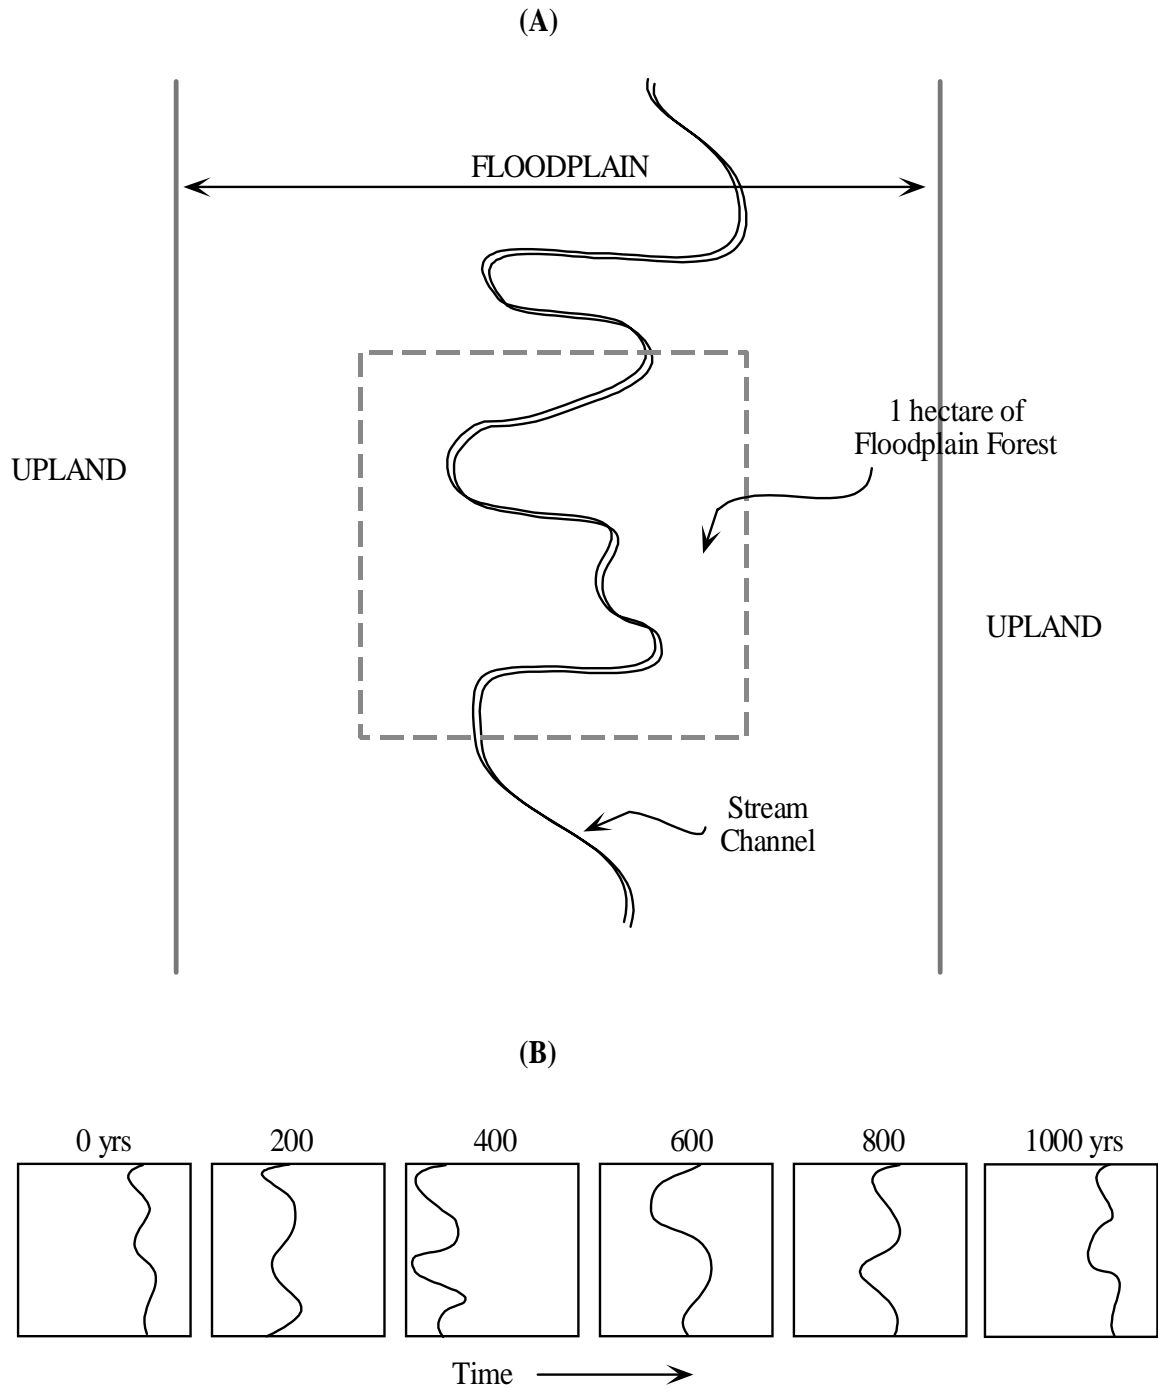 (A)
FLOODPLAIN
1 hectare of
Floodplain Forest
UPLAND
UPLAND
Stream
Channel
(B)
0 yrs 200 400 600 800 1000 yrs
Time